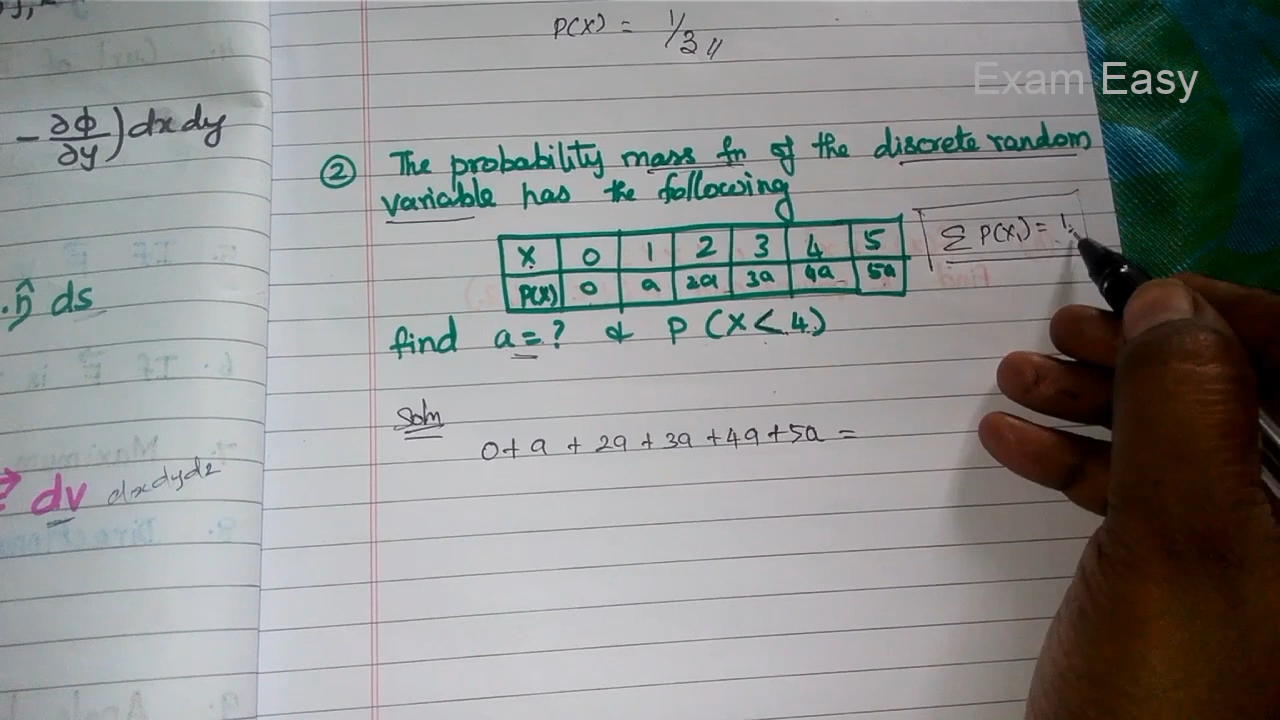 P(X) = 1/3 //
Exam Easy
- ∂φ/∂y) dx dy
② The probability mass fn of the discrete random
variable has the following
X 0 1 2 3 4 5
P(X) 0 a 2a 3a 4a 5a
Σ P(Xi) = 1
find a = ? & P (X < 4)
. n̂ ds
Soln
0 + a + 2a + 3a + 4a + 5a =
dv dxdydz